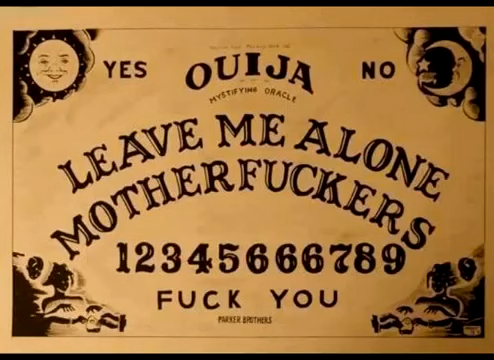 YES
OUIJA
NO
MYSTIFYING ORACLE
LEAVE ME ALONE
MOTHERFUCKERS
12345666789
FUCK YOU
PARKER BROTHERS